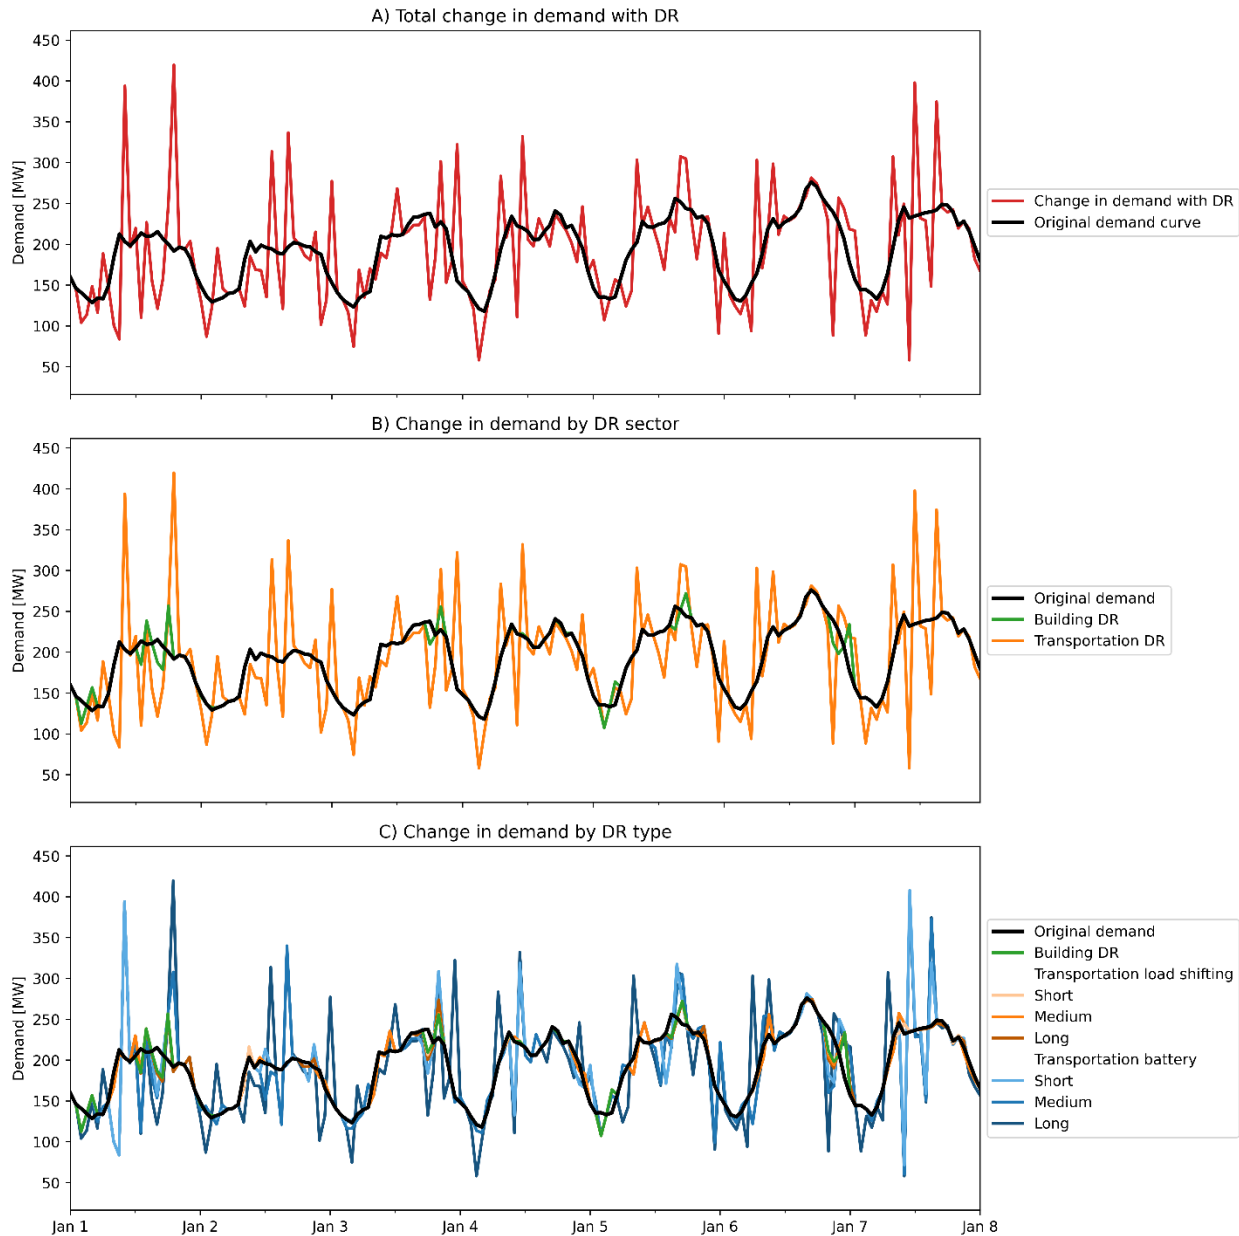 A) Total change in demand with DR
450
400
350
300
250
200
150
100
50
Demand [MW]
Change in demand with DR
Original demand curve
B) Change in demand by DR sector
450
400
350
300
250
200
150
100
50
Demand [MW]
Original demand
Building DR
Transportation DR
C) Change in demand by DR type
450
400
350
300
250
200
150
100
50
Demand [MW]
Original demand
Building DR
Transportation load shifting
Short
Medium
Long
Transportation battery
Short
Medium
Long
Jan 1 Jan 2 Jan 3 Jan 4 Jan 5 Jan 6 Jan 7 Jan 8